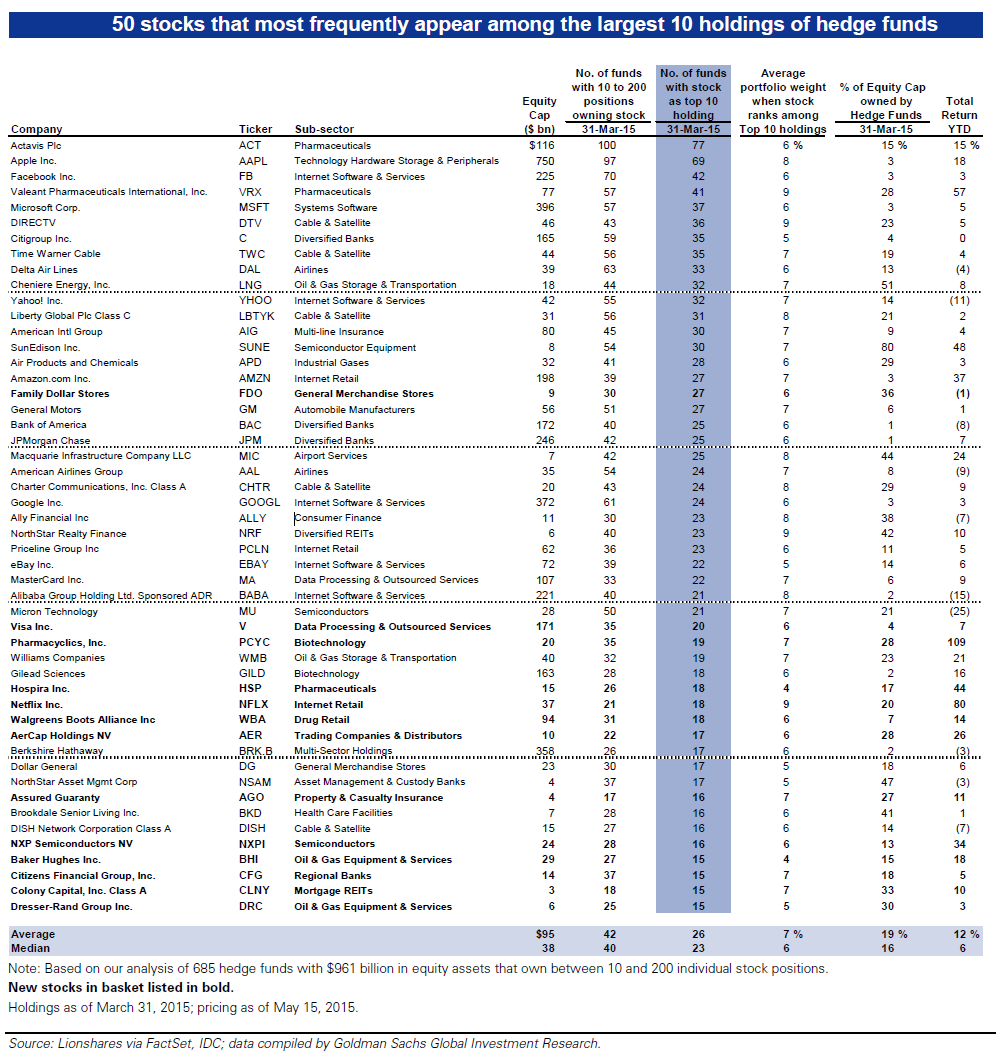 50 stocks that most frequently appear among the largest 10 holdings of hedge funds
No. of funds No. of funds Average
with 10 to 200 with stock portfolio weight % of Equity Cap
Equity positions as top 10 when stock owned by Total
Cap owning stock holding ranks among Hedge Funds Return
Company Ticker Sub-sector ($ bn) 31-Mar-15 31-Mar-15 Top 10 holdings 31-Mar-15 YTD
Actavis Plc ACT Pharmaceuticals $116 100 77 6 % 15 % 15 %
Apple Inc. AAPL Technology Hardware Storage & Peripherals 750 97 69 8 3 18
Facebook Inc. FB Internet Software & Services 225 70 42 6 3 3
Valeant Pharmaceuticals International, Inc. VRX Pharmaceuticals 77 57 41 9 28 57
Microsoft Corp. MSFT Systems Software 396 57 37 6 3 5
DIRECTV DTV Cable & Satellite 46 43 36 9 23 5
Citigroup Inc. C Diversified Banks 165 59 35 5 4 0
Time Warner Cable TWC Cable & Satellite 44 56 35 7 19 4
Delta Air Lines DAL Airlines 39 63 33 6 13 (4)
Cheniere Energy, Inc. LNG Oil & Gas Storage & Transportation 18 44 32 7 51 8
Yahoo! Inc. YHOO Internet Software & Services 42 55 32 7 14 (11)
Liberty Global Plc Class C LBTYK Cable & Satellite 31 56 31 8 21 2
American Intl Group AIG Multi-line Insurance 80 45 30 7 9 4
SunEdison Inc. SUNE Semiconductor Equipment 8 54 30 7 80 48
Air Products and Chemicals APD Industrial Gases 32 41 28 6 29 3
Amazon.com Inc. AMZN Internet Retail 198 39 27 7 3 37
Family Dollar Stores FDO General Merchandise Stores 9 30 27 6 36 (1)
General Motors GM Automobile Manufacturers 56 51 27 7 6 1
Bank of America BAC Diversified Banks 172 40 25 6 1 (8)
JPMorgan Chase JPM Diversified Banks 246 42 25 6 1 7
Macquarie Infrastructure Company LLC MIC Airport Services 7 42 25 8 44 24
American Airlines Group AAL Airlines 35 54 24 7 8 (9)
Charter Communications, Inc. Class A CHTR Cable & Satellite 20 43 24 8 29 9
Google Inc. GOOGL Internet Software & Services 372 61 24 6 3 3
Ally Financial Inc ALLY Consumer Finance 11 30 23 8 38 (7)
NorthStar Realty Finance NRF Diversified REITs 6 40 23 9 42 10
Priceline Group Inc PCLN Internet Retail 62 36 23 6 11 5
eBay Inc. EBAY Internet Software & Services 72 39 22 5 14 6
MasterCard Inc. MA Data Processing & Outsourced Services 107 33 22 7 6 9
Alibaba Group Holding Ltd. Sponsored ADR BABA Internet Software & Services 221 40 21 8 2 (15)
Micron Technology MU Semiconductors 28 50 21 7 21 (25)
Visa Inc. V Data Processing & Outsourced Services 171 35 20 6 4 7
Pharmacyclics, Inc. PCYC Biotechnology 20 35 19 7 28 109
Williams Companies WMB Oil & Gas Storage & Transportation 40 32 19 7 23 21
Gilead Sciences GILD Biotechnology 163 28 18 6 2 16
Hospira Inc. HSP Pharmaceuticals 15 26 18 4 17 44
Netflix Inc. NFLX Internet Retail 37 21 18 9 20 80
Walgreens Boots Alliance Inc WBA Drug Retail 94 31 18 6 7 14
AerCap Holdings NV AER Trading Companies & Distributors 10 22 17 6 28 26
Berkshire Hathaway BRK.B Multi-Sector Holdings 358 26 17 6 2 (3)
Dollar General DG General Merchandise Stores 23 30 17 5 18 6
NorthStar Asset Mgmt Corp NSAM Asset Management & Custody Banks 4 37 17 5 47 (3)
Assured Guaranty AGO Property & Casualty Insurance 4 17 16 7 27 11
Brookdale Senior Living Inc. BKD Health Care Facilities 7 28 16 6 41 1
DISH Network Corporation Class A DISH Cable & Satellite 15 27 16 6 14 (7)
NXP Semiconductors NV NXPI Semiconductors 24 28 16 6 13 34
Baker Hughes Inc. BHI Oil & Gas Equipment & Services 29 27 15 4 15 18
Citizens Financial Group, Inc. CFG Regional Banks 14 37 15 7 18 5
Colony Capital, Inc. Class A CLNY Mortgage REITs 3 18 15 7 33 10
Dresser-Rand Group Inc. DRC Oil & Gas Equipment & Services 6 25 15 5 30 3
Average $95 42 26 7 % 19 % 12 %
Median 38 40 23 6 16 6
Note: Based on our analysis of 685 hedge funds with $961 billion in equity assets that own between 10 and 200 individual stock positions.
New stocks in basket listed in bold.
Holdings as of March 31, 2015; pricing as of May 15, 2015.
Source: Lionshares via FactSet, IDC; data compiled by Goldman Sachs Global Investment Research.